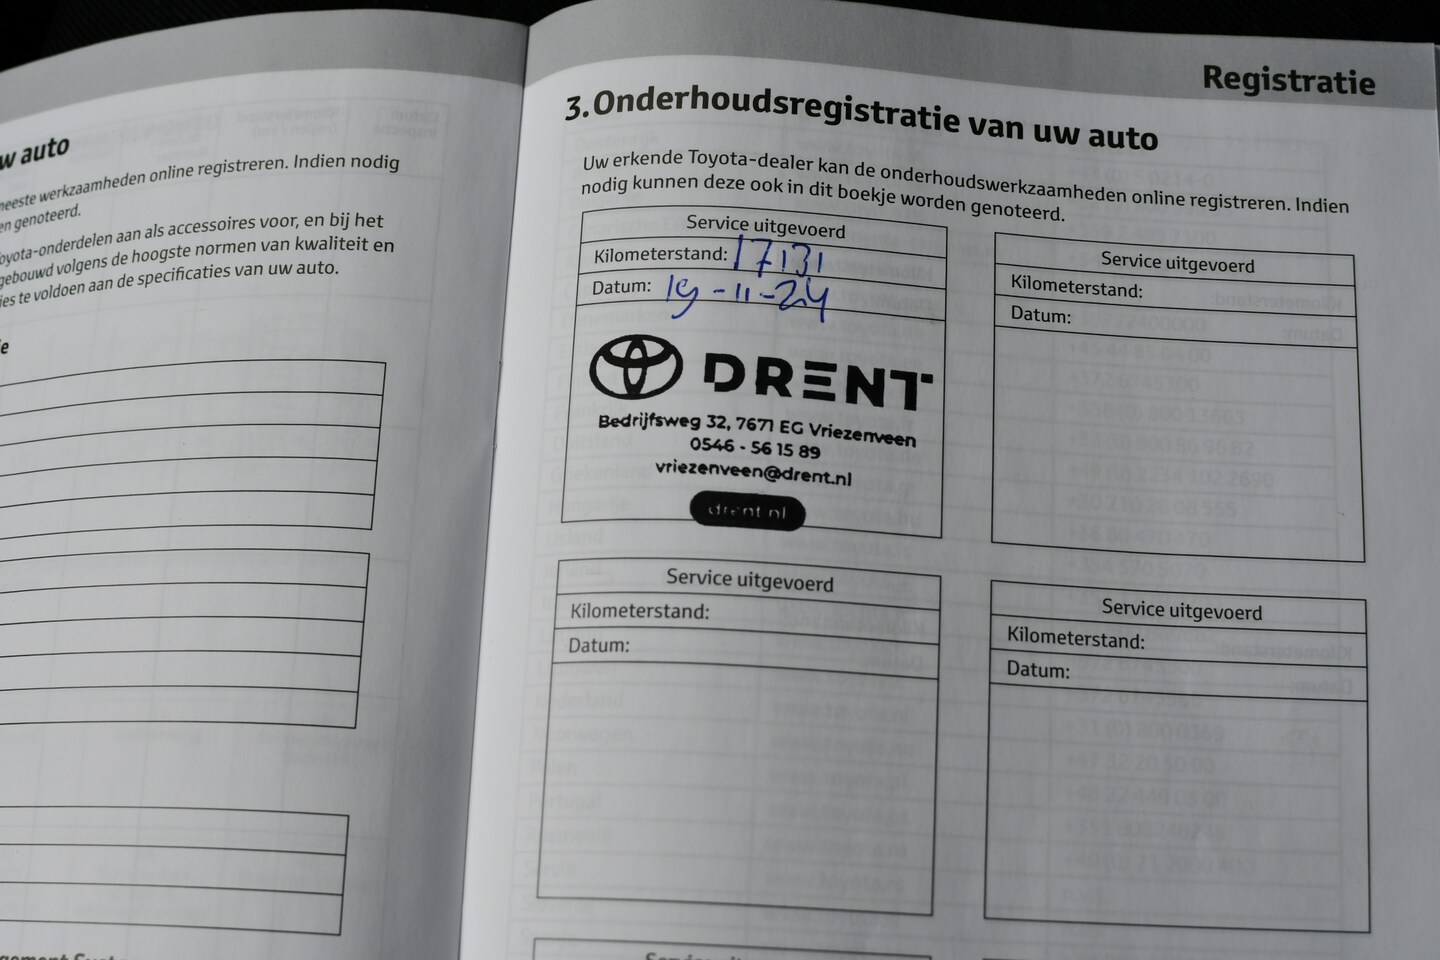 w auto
meeste werkzaamheden online registreren. Indien nodig
en genoteerd.
Toyota-onderdelen aan als accessoires voor, en bij het
gebouwd volgens de hoogste normen van kwaliteit en
ies te voldoen aan de specificaties van uw auto.
ie
Registratie
3. Onderhoudsregistratie van uw auto
Uw erkende Toyota-dealer kan de onderhoudswerkzaamheden online registreren. Indien
nodig kunnen deze ook in dit boekje worden genoteerd.
Service uitgevoerd
Kilometerstand: 17131
Datum: 19-11-24
DRENT
Bedrijfsweg 32, 7671 EG Vriezenveen
0546 - 56 15 89
vriezenveen@drent.nl
drent.nl
Service uitgevoerd
Kilometerstand:
Datum:
Service uitgevoerd
Kilometerstand:
Datum:
Service uitgevoerd
Kilometerstand:
Datum: